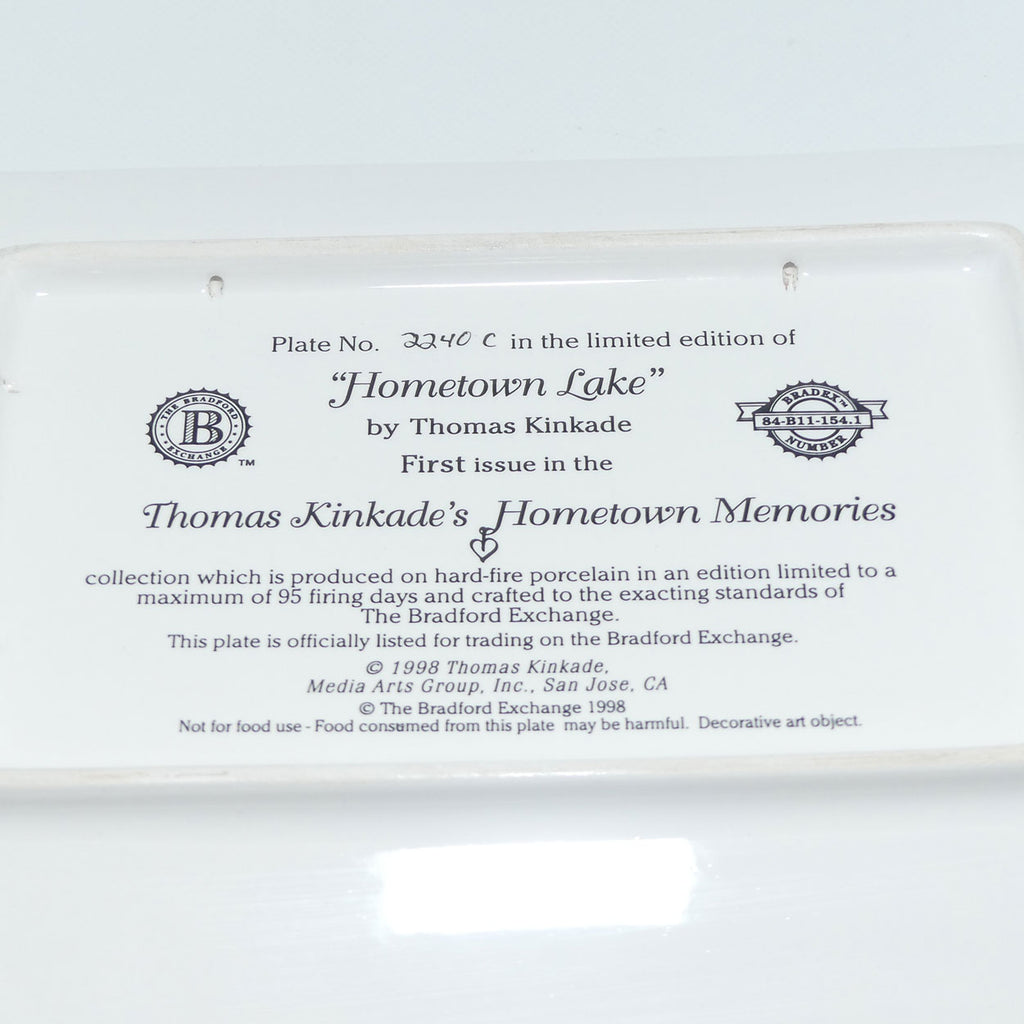 Plate No. 2240 C in the limited edition of
"Hometown Lake"
by Thomas Kinkade
First issue in the
Thomas Kinkade's Hometown Memories
collection which is produced on hard-fire porcelain in an edition limited to a
maximum of 95 firing days and crafted to the exacting standards of
The Bradford Exchange.
This plate is officially listed for trading on the Bradford Exchange.
© 1998 Thomas Kinkade,
Media Arts Group, Inc., San Jose, CA
© The Bradford Exchange 1998
Not for food use - Food consumed from this plate may be harmful. Decorative art object.
THE BRADFORD
B
EXCHANGE
TM
BRADEX™
84-B11-154.1
NUMBER